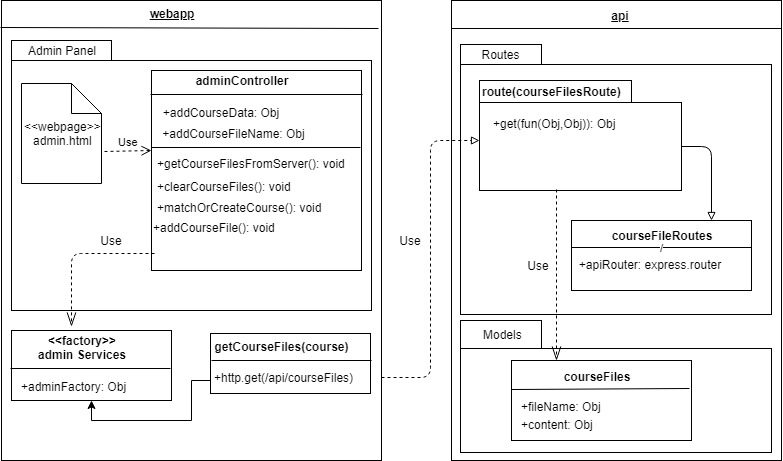 webapp
Admin Panel
<<webpage>>
admin.html
Use
adminController
+addCourseData: Obj
+addCourseFileName: Obj
+getCourseFilesFromServer(): void
+clearCourseFiles(): void
+matchOrCreateCourse(): void
+addCourseFile(): void
Use
<<factory>>
admin Services
+adminFactory: Obj
getCourseFiles(course)
+http.get(/api/courseFiles)
Use
api
Routes
route(courseFilesRoute)
+get(fun(Obj,Obj)): Obj
courseFileRoutes
/
+apiRouter: express.router
Use
Models
courseFiles
+fileName: Obj
+content: Obj